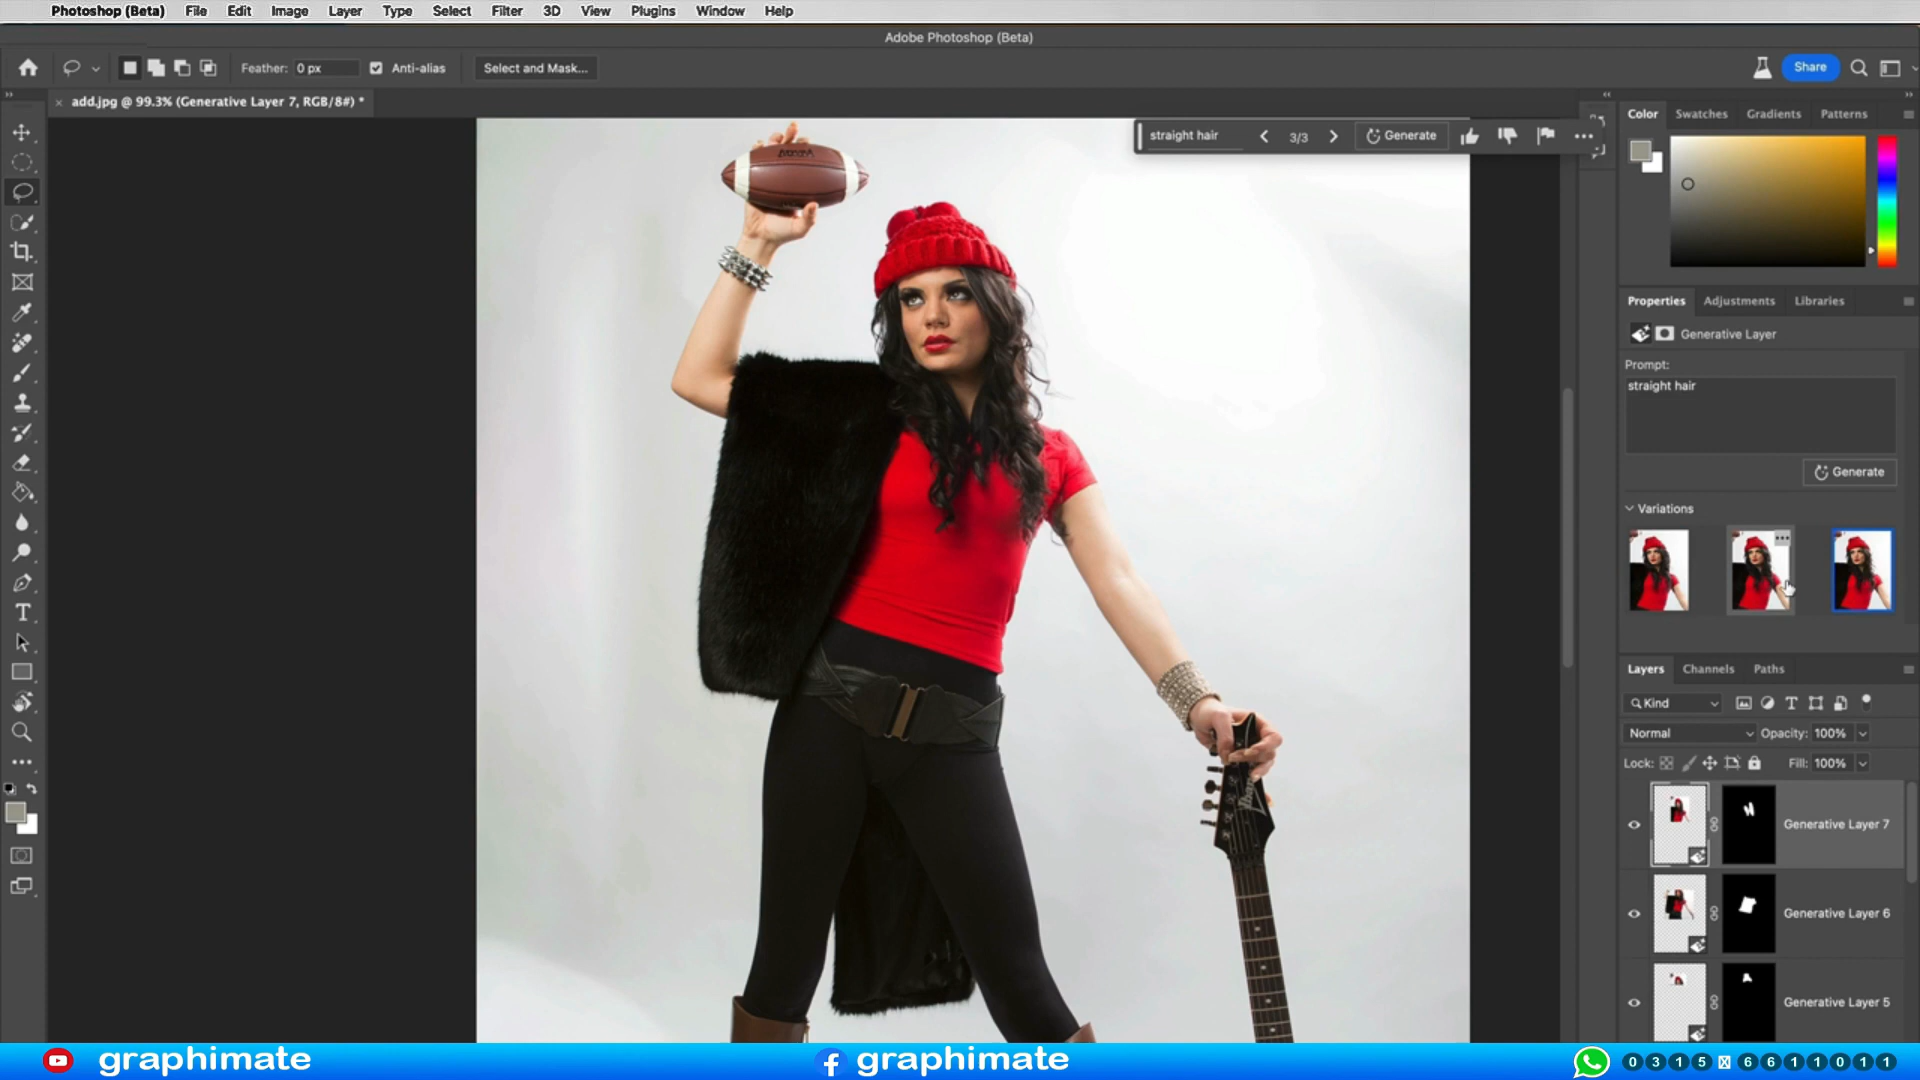 Photoshop (Beta) File Edit Image Layer Type Select Filter 3D View Plugins Window Help
Adobe Photoshop (Beta)
Feather: 0 px Anti-alias Select and Mask... Share
add.jpg @ 99.3% (Generative Layer 7, RGB/8#) *
Color Swatches Gradients Patterns
straight hair 3/3 Generate
Properties Adjustments Libraries
Generative Layer
Prompt:
straight hair
Generate
Variations
Layers Channels Paths
Kind
Normal Opacity: 100%
Lock: Fill: 100%
Generative Layer 7
Generative Layer 6
Generative Layer 5
Ibanez
graphimate graphimate 0315 6611011